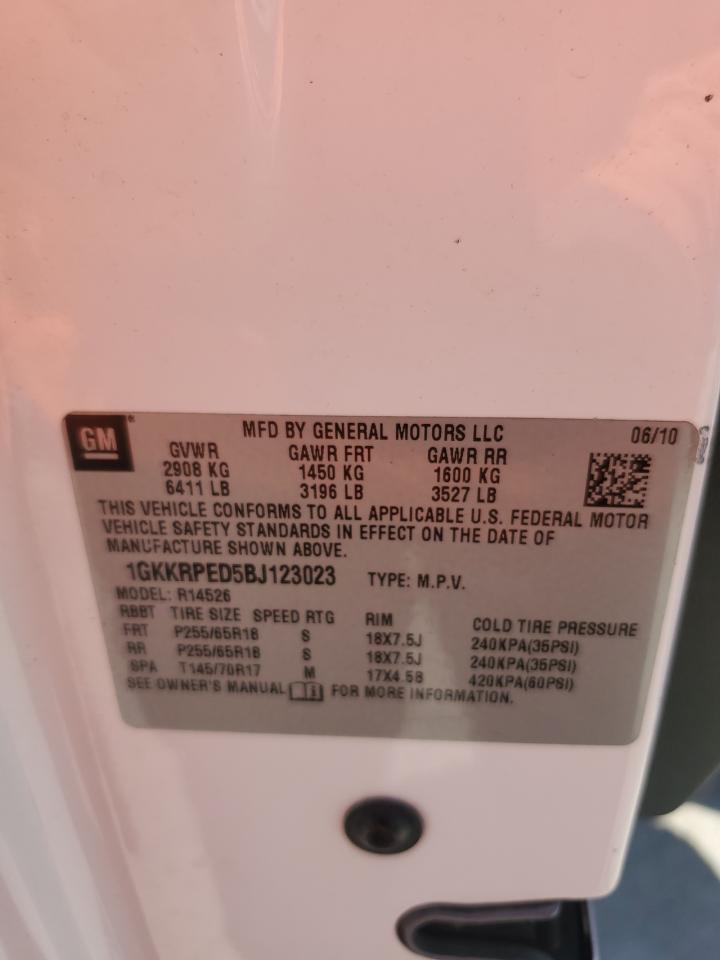 GM
MFD BY GENERAL MOTORS LLC 06/10
GVWR GAWR FRT GAWR RR
2908 KG 1450 KG 1600 KG
6411 LB 3196 LB 3527 LB
THIS VEHICLE CONFORMS TO ALL APPLICABLE U.S. FEDERAL MOTOR
VEHICLE SAFETY STANDARDS IN EFFECT ON THE DATE OF
MANUFACTURE SHOWN ABOVE.
1GKKRPED5BJ123023 TYPE: M.P.V.
MODEL: R14526
RBBT TIRE SIZE SPEED RTG RIM COLD TIRE PRESSURE
FRT P255/65R18 S 18X7.5J 240KPA(35PSI)
RR P255/65R18 S 18X7.5J 240KPA(35PSI)
SPA T145/70R17 M 17X4.5B 420KPA(60PSI)
SEE OWNER'S MANUAL FOR MORE INFORMATION.